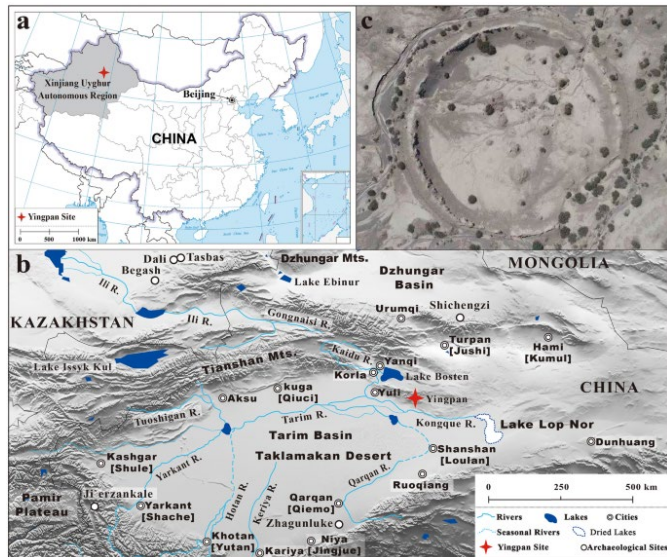 a
Xinjiang Uyghur
Autonomous Region
Beijing
CHINA
Yingpan Site
0 500 1000 km
c
b
Dali
Tasbas
Begash
Dzhungar Mts.
Lake Ebinur
Dzhungar
Basin
MONGOLIA
Ili R.
Urumqi
Shichengzi
KAZAKHSTAN
Ili R.
Gongnaisi R.
Turpan
[Jushi]
Hami
[Kumul]
Lake Issyk Kul
Tianshan Mts.
Kaidu R.
Yanqi
Korla
Lake Bosten
CHINA
Aksu
kuga
[Qiuci]
Yuli
Yingpan
Tuoshigan R.
Tarim R.
Kongque R.
Lake Lop Nor
Kashgar
[Shule]
Yarkant R.
Tarim Basin
Taklamakan Desert
Shanshan
[Loulan]
Dunhuang
Pamir
Plateau
Ji'erzankale
Yarkant
[Shache]
Hotan R.
Keriya R.
Qarqan R.
Ruoqiang
Qarqan
[Qiemo]
Zhagunluke
Khotan
[Yutan]
Kariya
Niya
[Jingjue]
0 250 500 km
Rivers
Lakes
Cities
Seasonal Rivers
Dried Lakes
Yingpan Site
Archaeological Sites